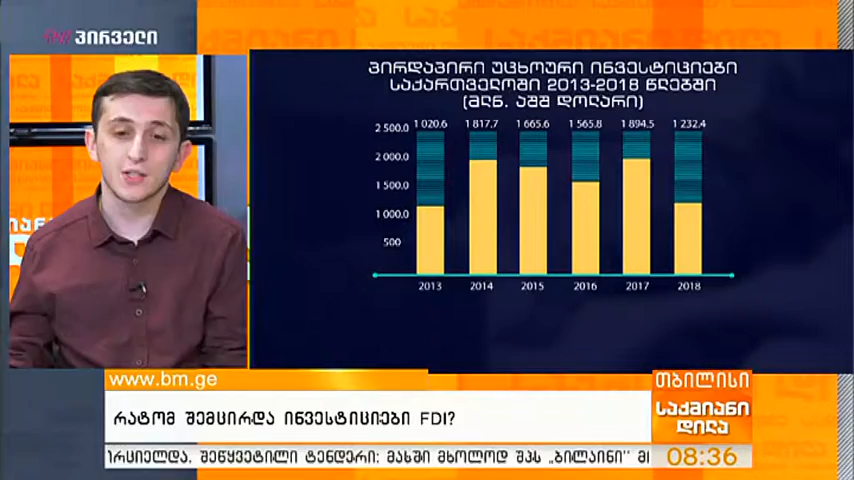 პირველი
პირდაპირი უცხოური ინვესტიციები
საქართველოში 2013-2018 წლებში
(მლნ. აშშ დოლარი)
1 020.6 1 817.7 1 665.6 1 565.8 1 894.5 1 232.4
2 500.0
2 000.0
1 500.0
1 000.0
500
2013 2014 2015 2016 2017 2018
www.bm.ge
თბილისი
რატომ შემცირდა ინვესტიციები FDI?
საქმიანი
დილა
შეწყვეტილი ტენდერი: მასში მხოლოდ შპს „ბილაინი”
08:36